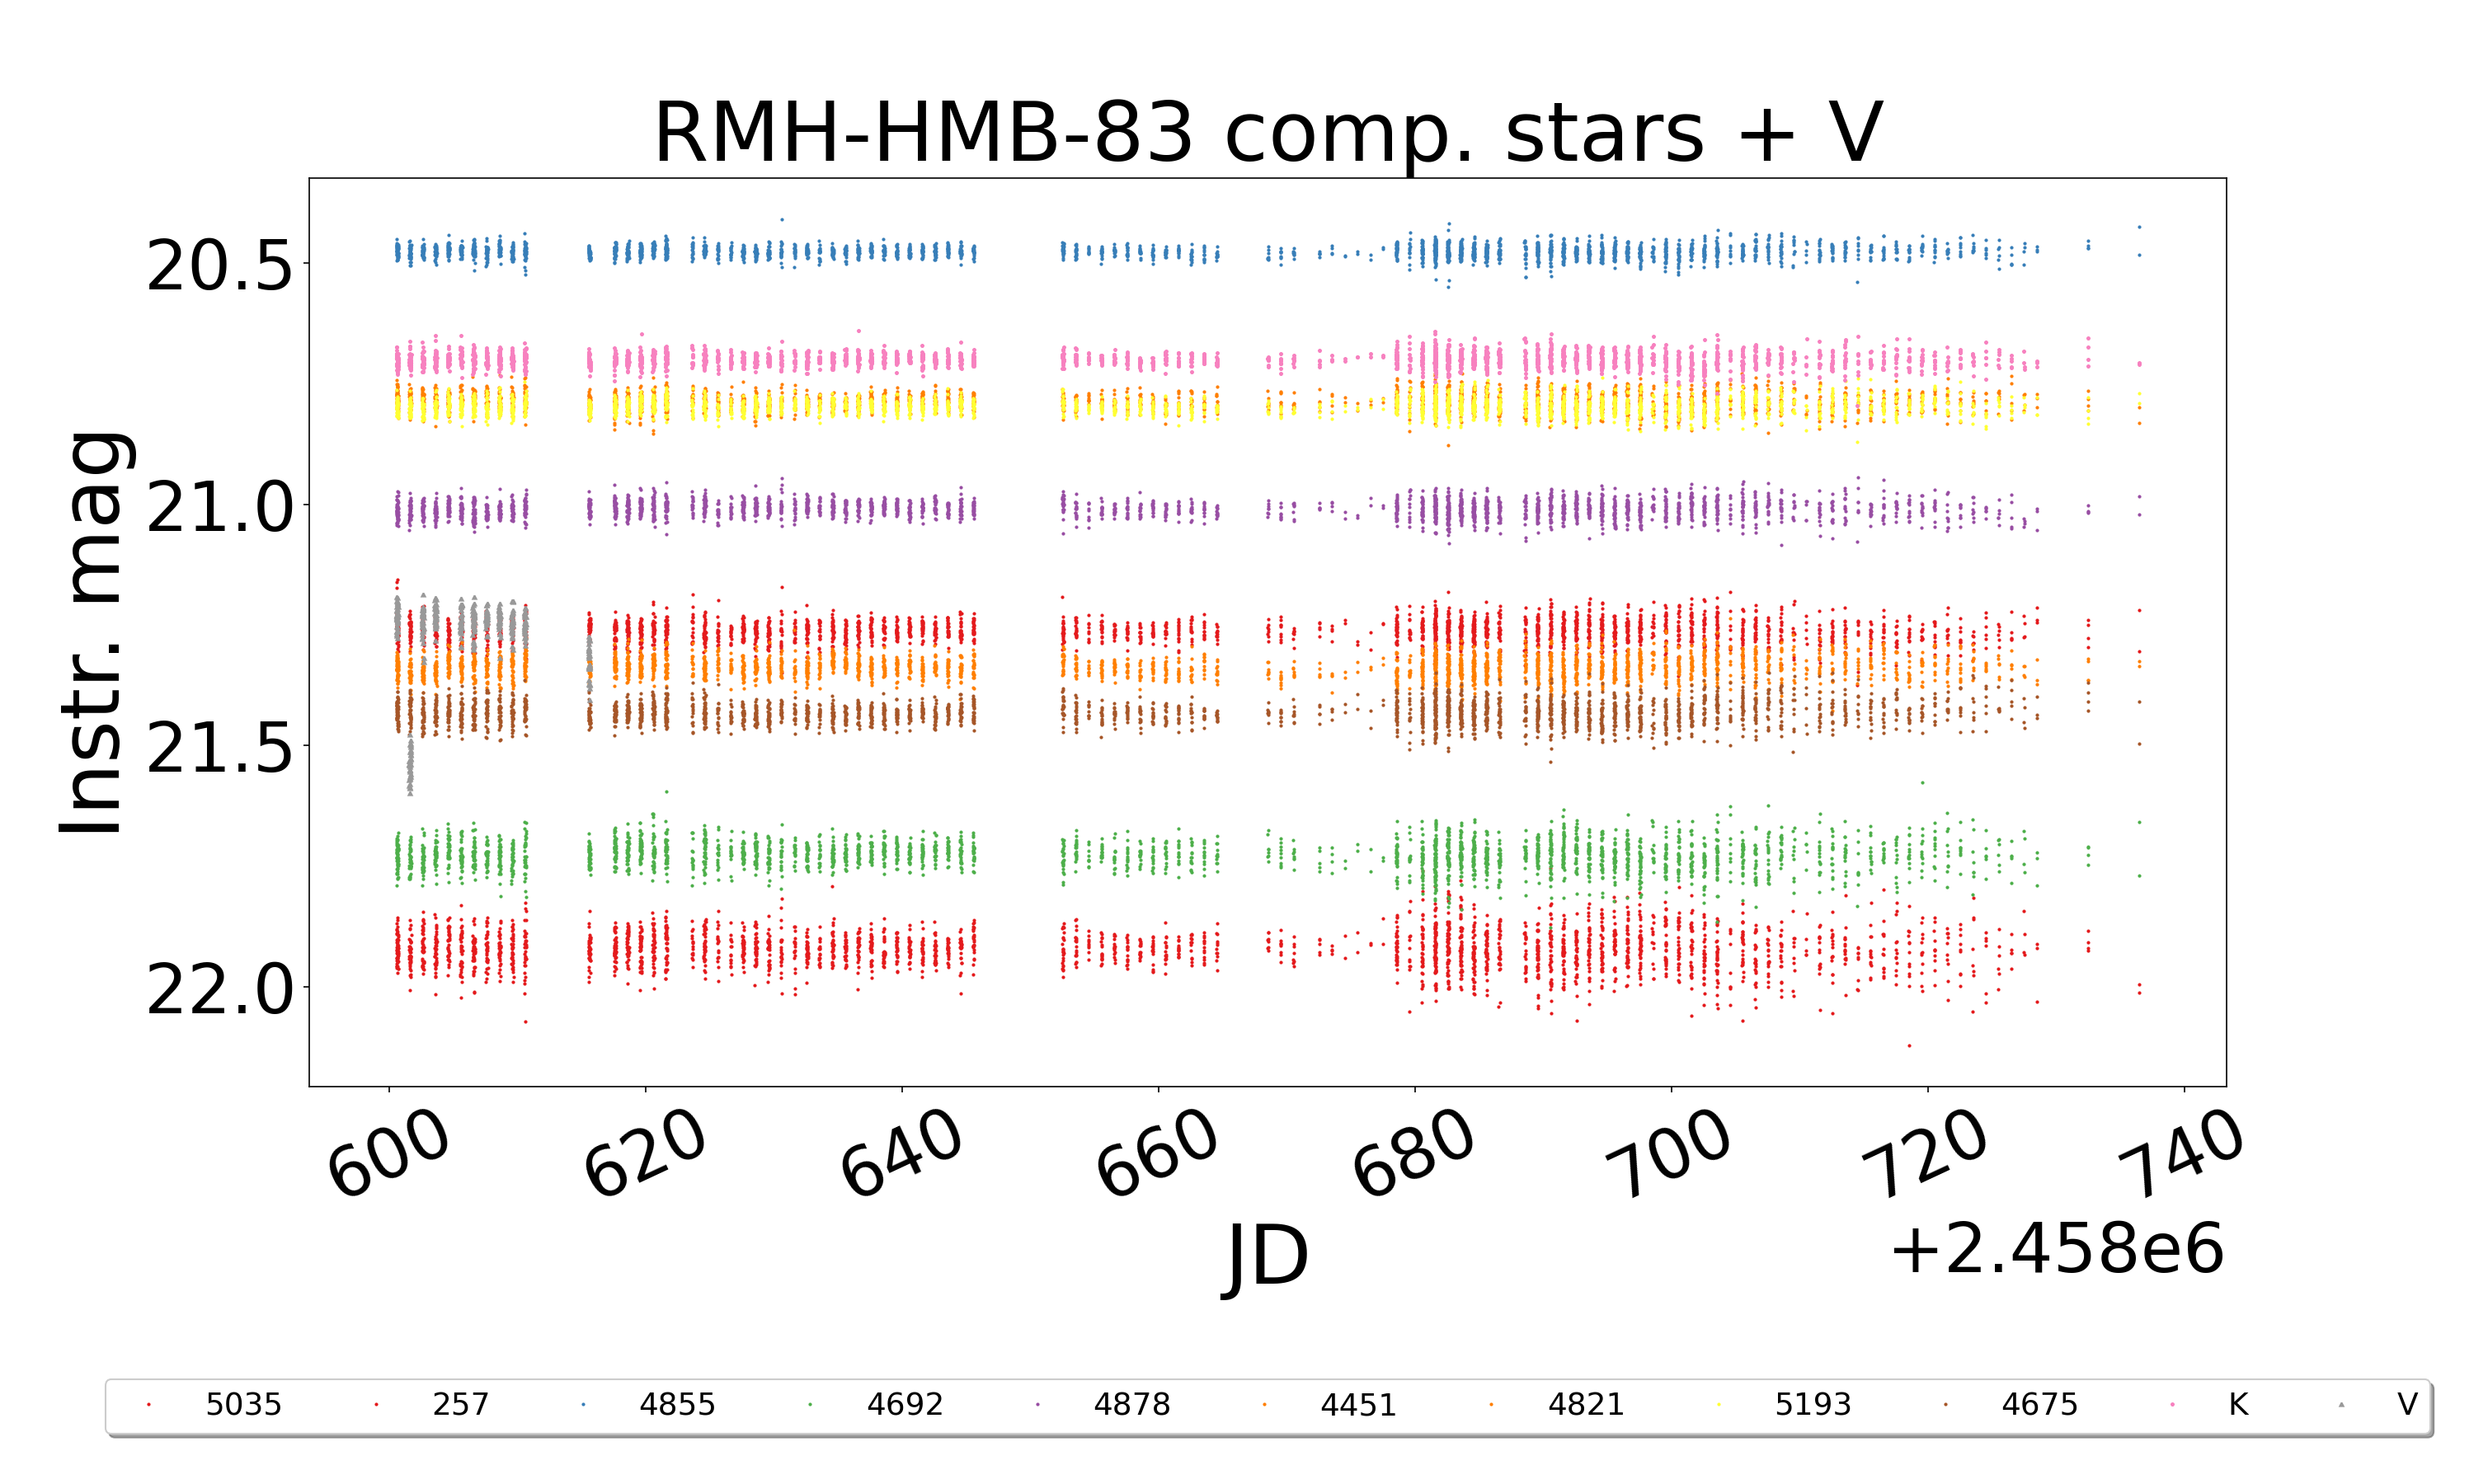 RMH-HMB-83 comp. stars + V
Instr. mag
20.5
21.0
21.5
22.0
600 620 640 660 680 700 720 740
JD
+2.458e6
5035 257 4855 4692 4878 4451 4821 5193 4675 K V